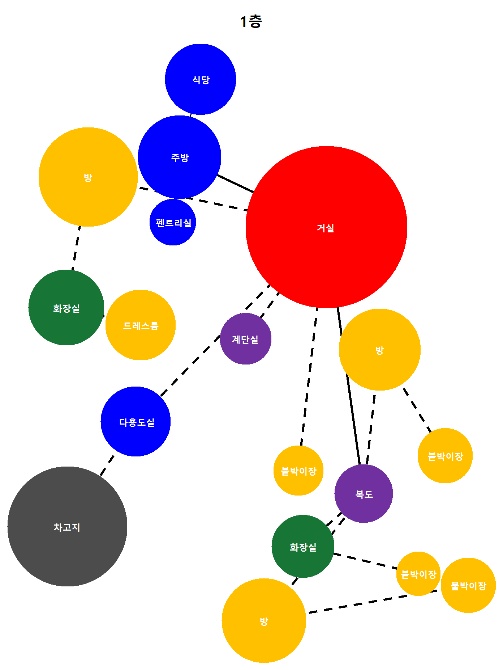 1층
식당
주방
방
펜트리실
거실
화장실
드레스룸
계단실
방
다용도실
붙박이장
붙박이장
복도
차고지
화장실
붙박이장
붙박이장
방